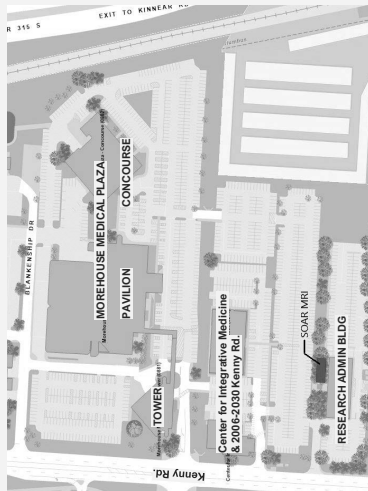 R 315 S
EXIT TO KINNEAR
BLANKENSHIP DR
MOREHOUSE MEDICAL PLAZA
CONCOURSE
PAVILION
TOWER
Center for Integrative Medicine
& 2006-2030 Kenny Rd.
SOAR MRI
RESEARCH ADMIN BLDG
Kenny Rd.